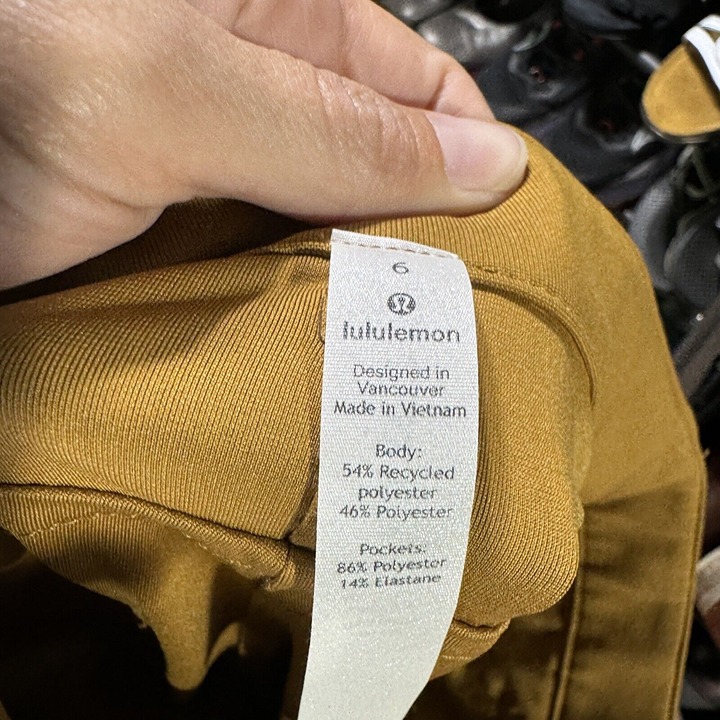 6
lululemon
Designed in
Vancouver
Made in Vietnam
Body:
54% Recycled
polyester
46% Polyester
Pockets:
86% Polyester
14% Elastane